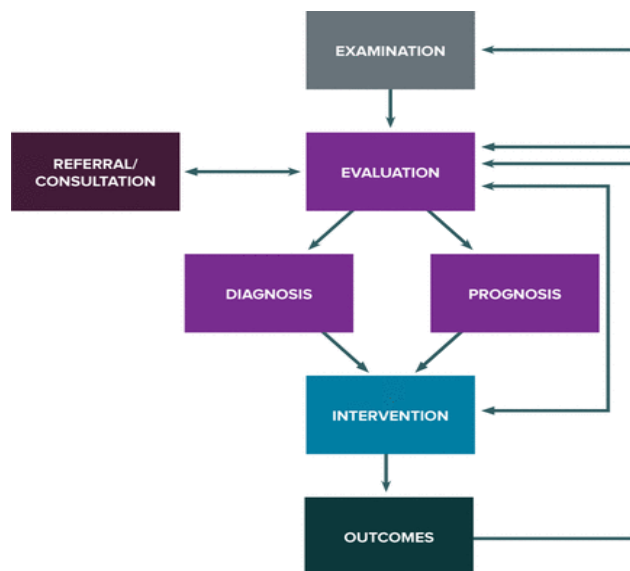 EXAMINATION
REFERRAL/
CONSULTATION
EVALUATION
DIAGNOSIS
PROGNOSIS
INTERVENTION
OUTCOMES